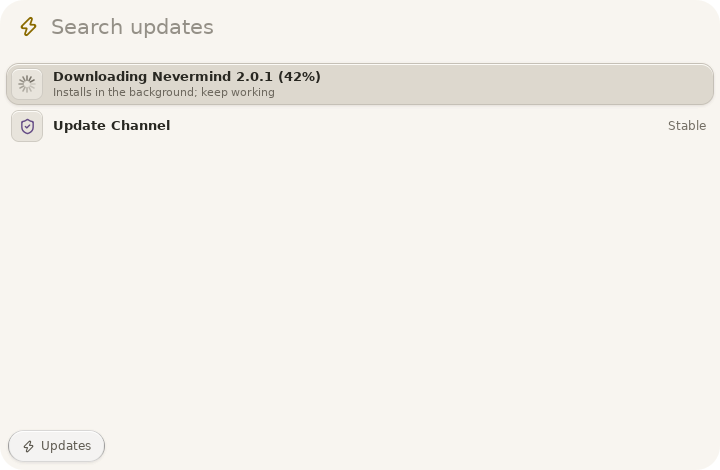 Search updates
Downloading Nevermind 2.0.1 (42%)
Installs in the background; keep working
Update Channel
Stable
Updates